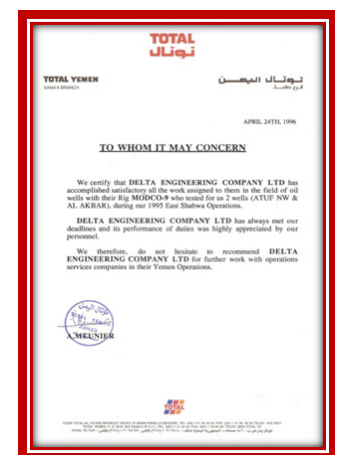 TOTAL
توتال
TOTAL YEMEN
SANA'A BRANCH
توتال اليمن
فرع صنعاء
APRIL 24TH, 1996
TO WHOM IT MAY CONCERN
We certify that DELTA ENGINEERING COMPANY LTD has
accomplished satisfactory all the work assigned to them in the field of oil
wells with their Rig MODCO-9 who tested for us 2 wells (ATUF NW &
AL AKBAR), during our 1995 East Shabwa Operations.
DELTA ENGINEERING COMPANY LTD has always met our
deadlines and its performance of duties was highly appreciated by our
personnel.
We therefore, do not hesitate to recommend DELTA
ENGINEERING COMPANY LTD for further work with operations
services companies in their Yemen Operations.
A.MEUNIER
TOTAL